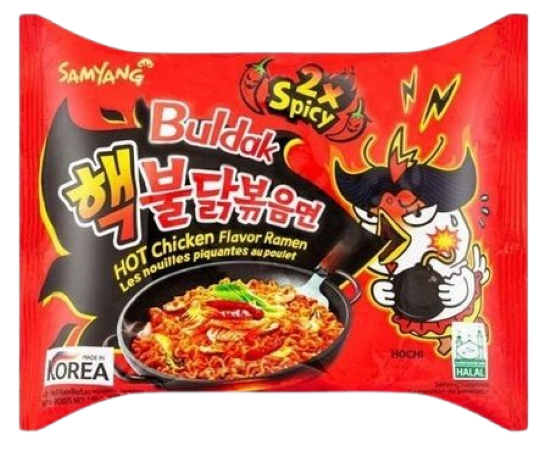 SAMYANG
2x
Spicy
Buldak
핵불닭볶음면
HOT Chicken Flavor Ramen
Les nouilles piquantes au poulet
MADE IN
KOREA
HOCHI
HALAL